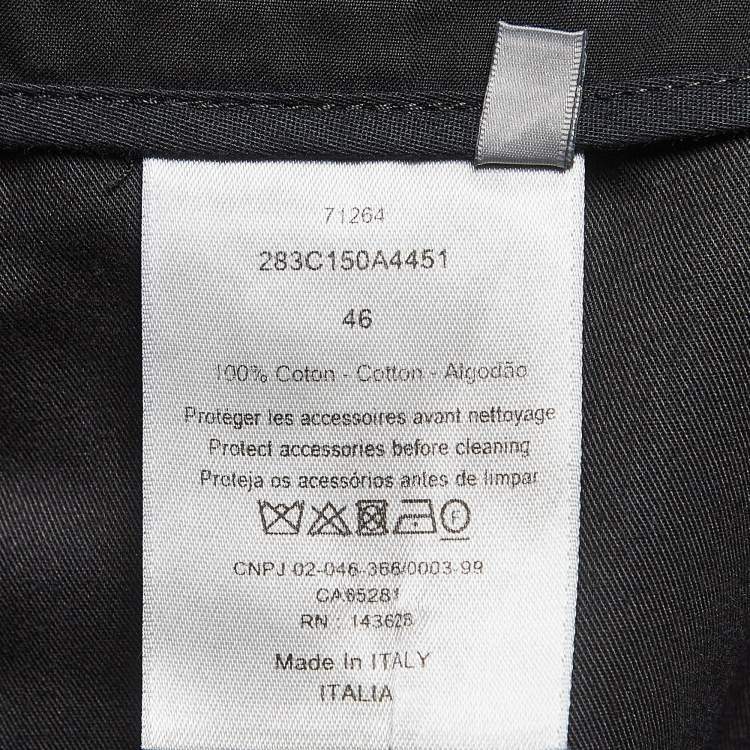 71264
283C150A4451
46
100% Coton - Cotton - Algodão
Protéger les accessoires avant nettoyage
Protect accessories before cleaning
Proteja os acessórios antes de limpar
F
CNPJ 02-046-366/0003-99
CA65281
RN : 143628
Made In ITALY
ITALIA